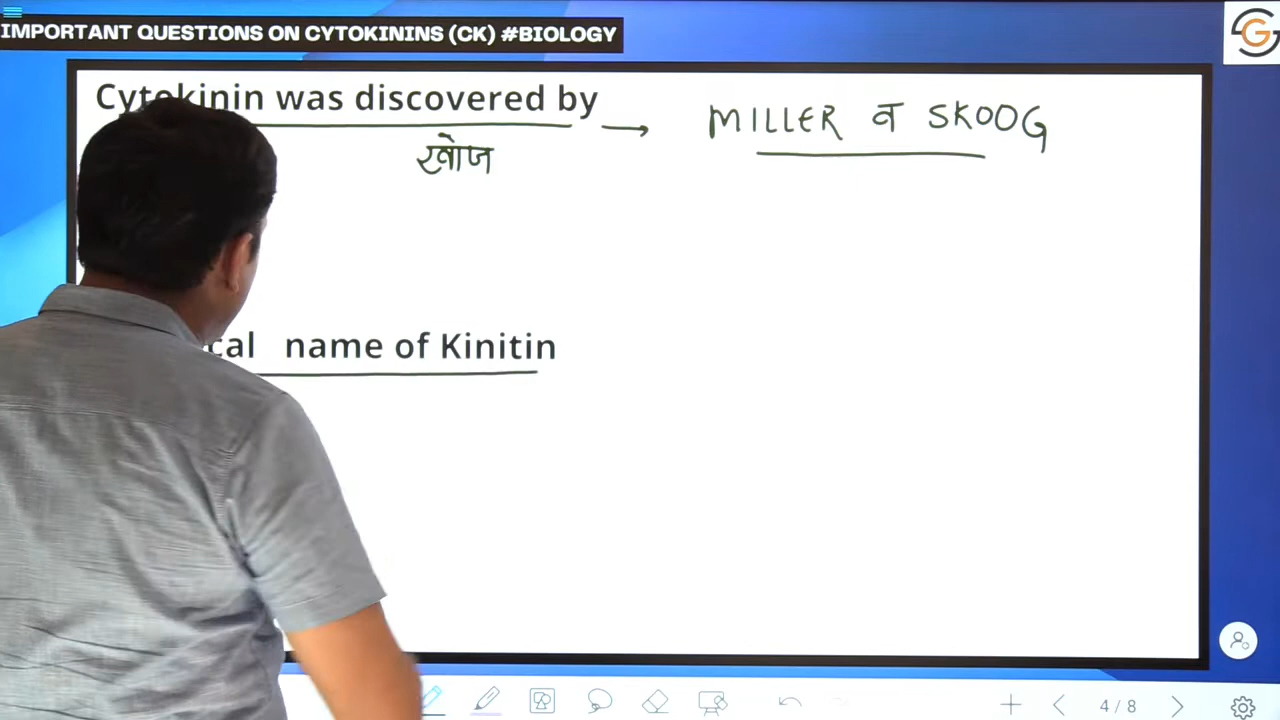 IMPORTANT QUESTIONS ON CYTOKININS (CK) #BIOLOGY
Cytokinin was discovered by → MILLER व SKOOG
खोज
cal name of Kinitin
4 / 8